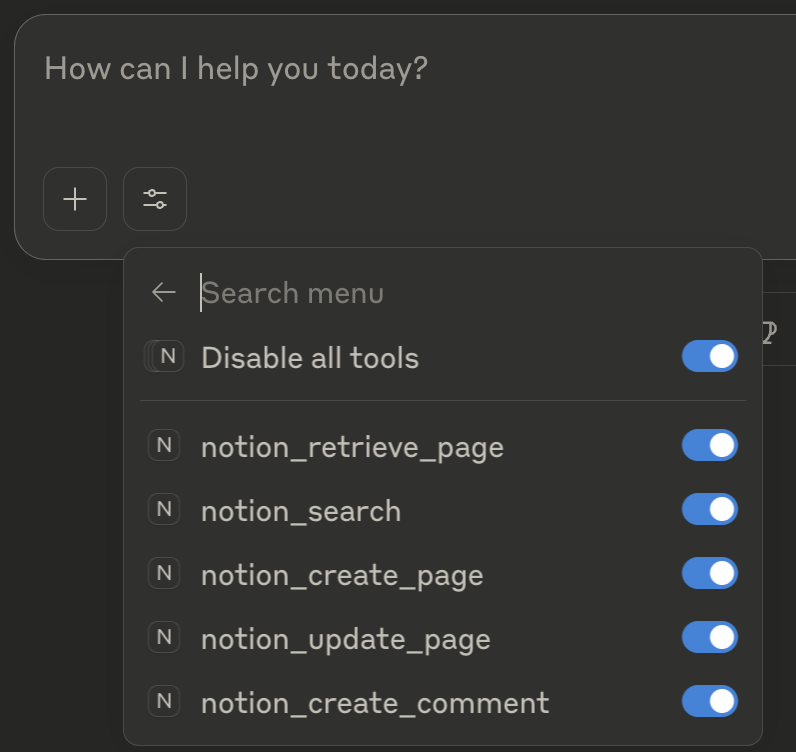 How can I help you today?
Search menu
N Disable all tools
N notion_retrieve_page
N notion_search
N notion_create_page
N notion_update_page
N notion_create_comment